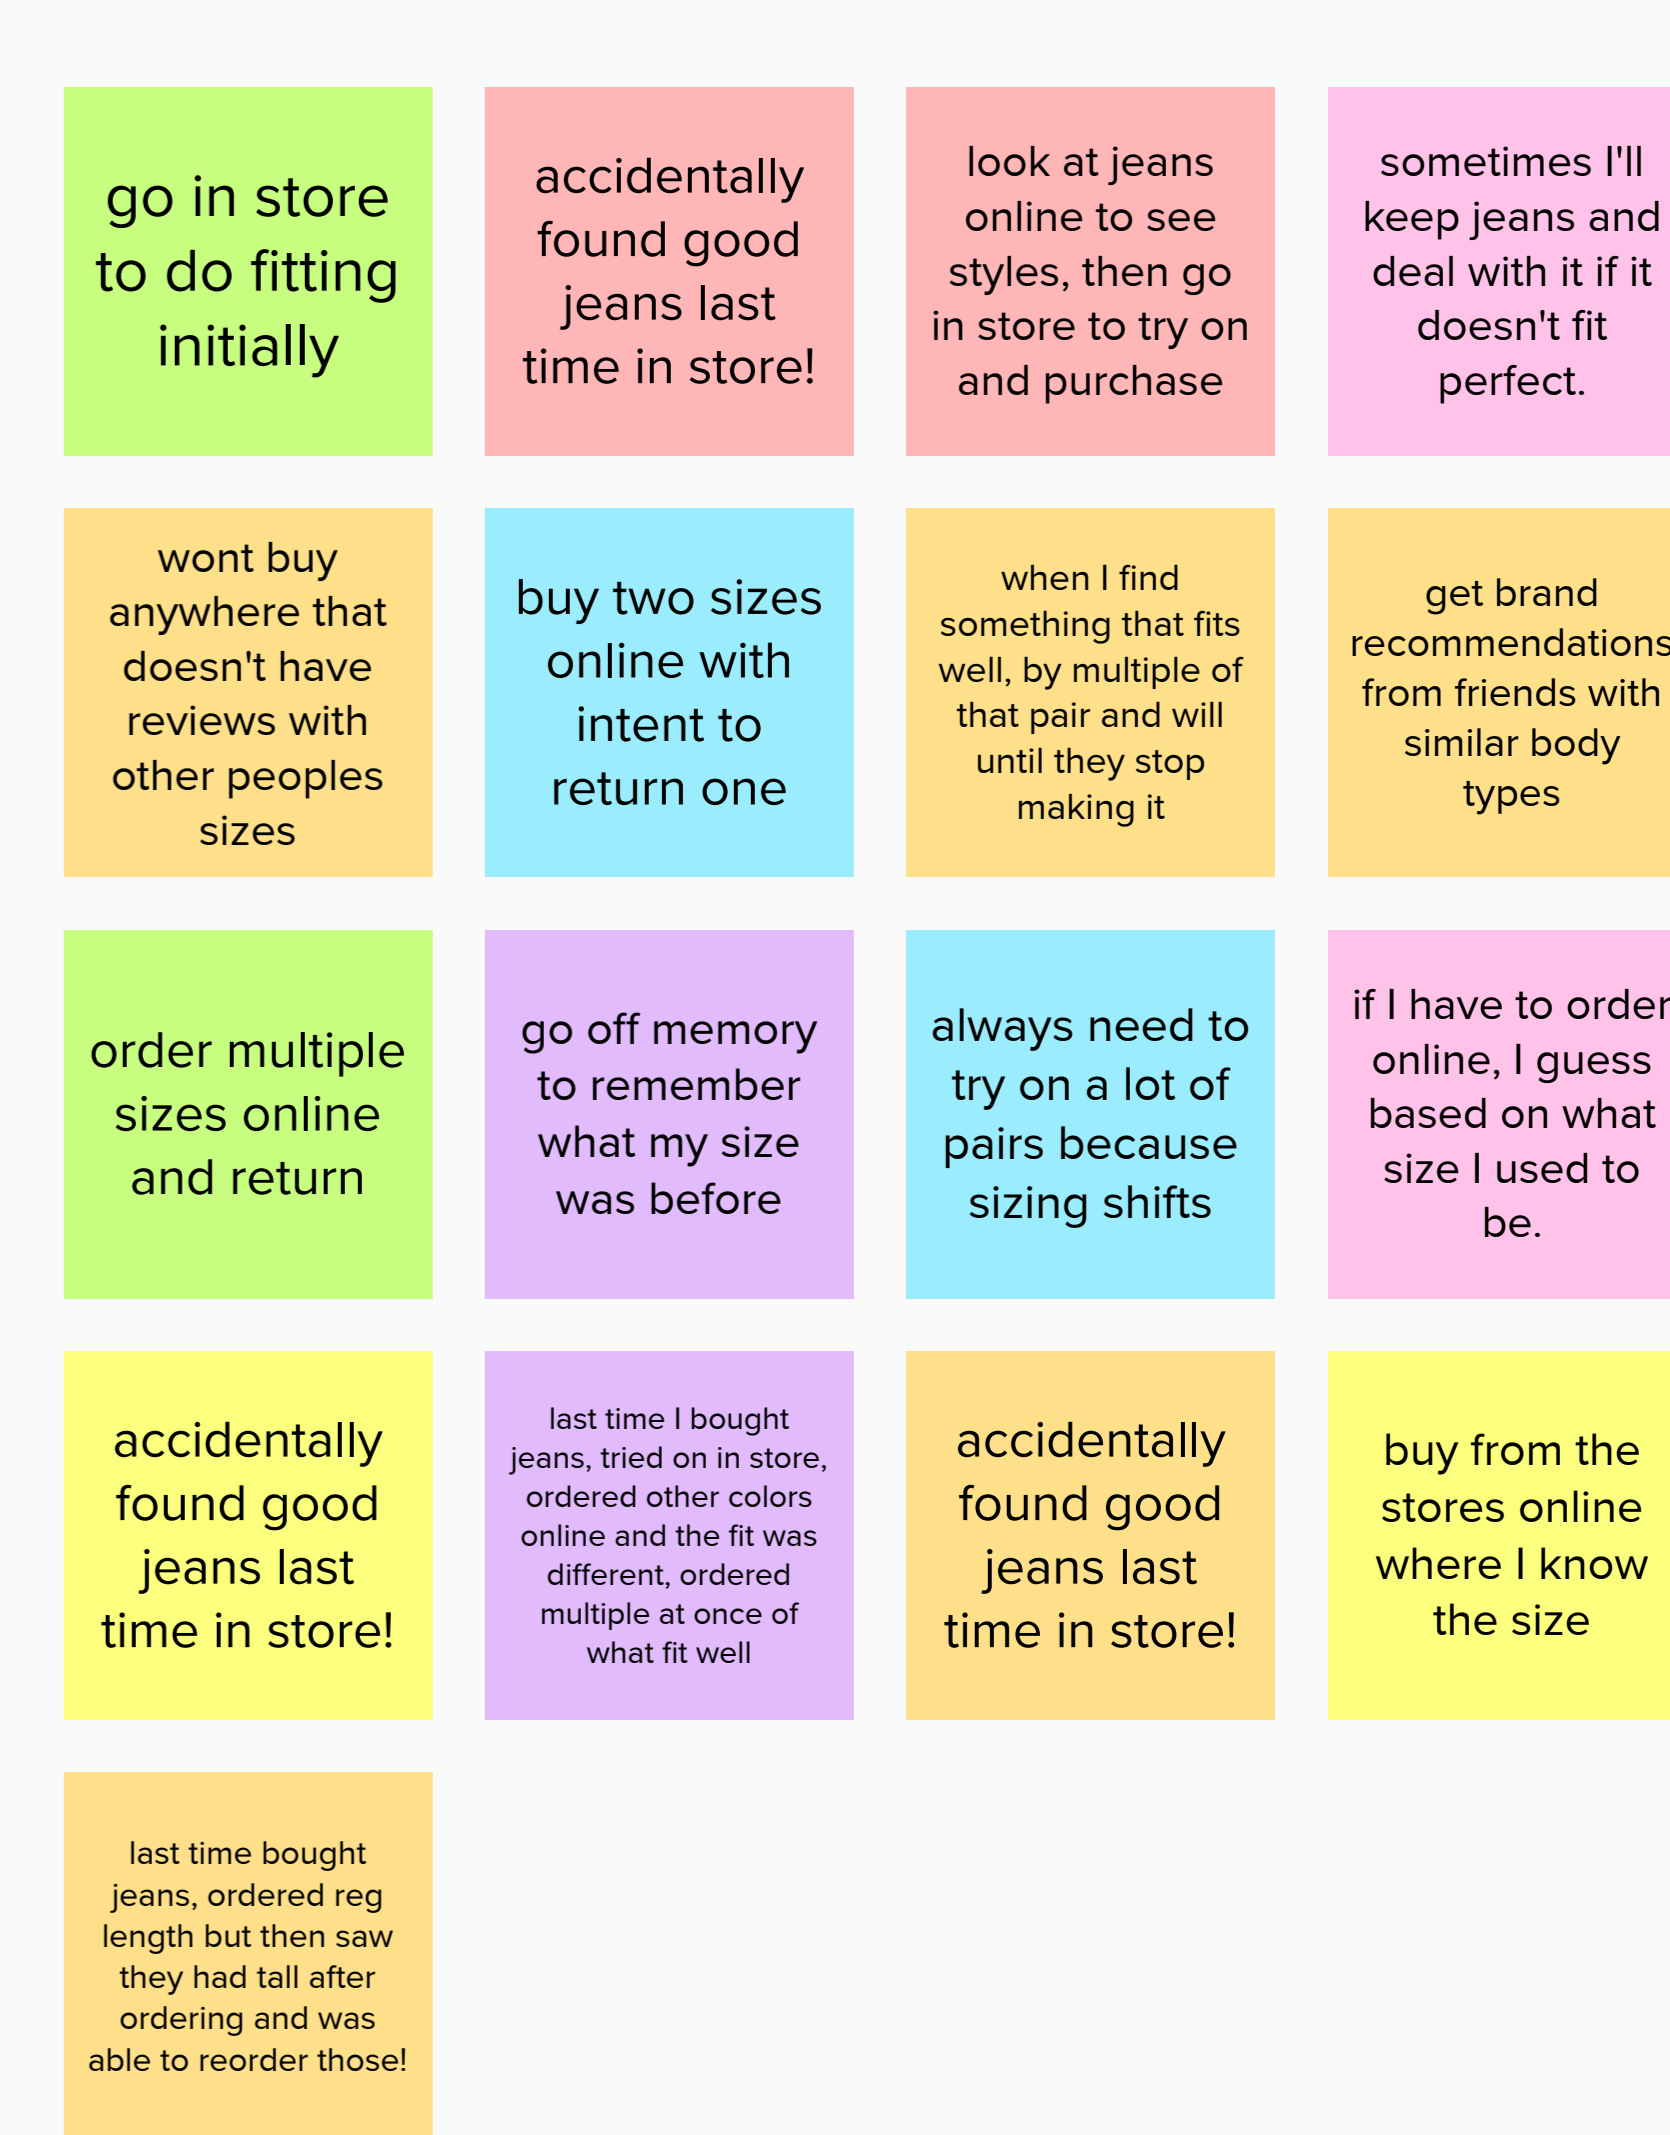 go in store
to do fitting
initially
accidentally
found good
jeans last
time in store!
look at jeans
online to see
styles, then go
in store to try on
and purchase
sometimes I'll
keep jeans and
deal with it if it
doesn't fit
perfect.
wont buy
anywhere that
doesn't have
reviews with
other peoples
sizes
buy two sizes
online with
intent to
return one
when I find
something that fits
well, by multiple of
that pair and will
until they stop
making it
get brand
recommendations
from friends with
similar body
types
order multiple
sizes online
and return
go off memory
to remember
what my size
was before
always need to
try on a lot of
pairs because
sizing shifts
if I have to order
online, I guess
based on what
size I used to
be.
accidentally
found good
jeans last
time in store!
last time I bought
jeans, tried on in store,
ordered other colors
online and the fit was
different, ordered
multiple at once of
what fit well
accidentally
found good
jeans last
time in store!
buy from the
stores online
where I know
the size
last time bought
jeans, ordered reg
length but then saw
they had tall after
ordering and was
able to reorder those!